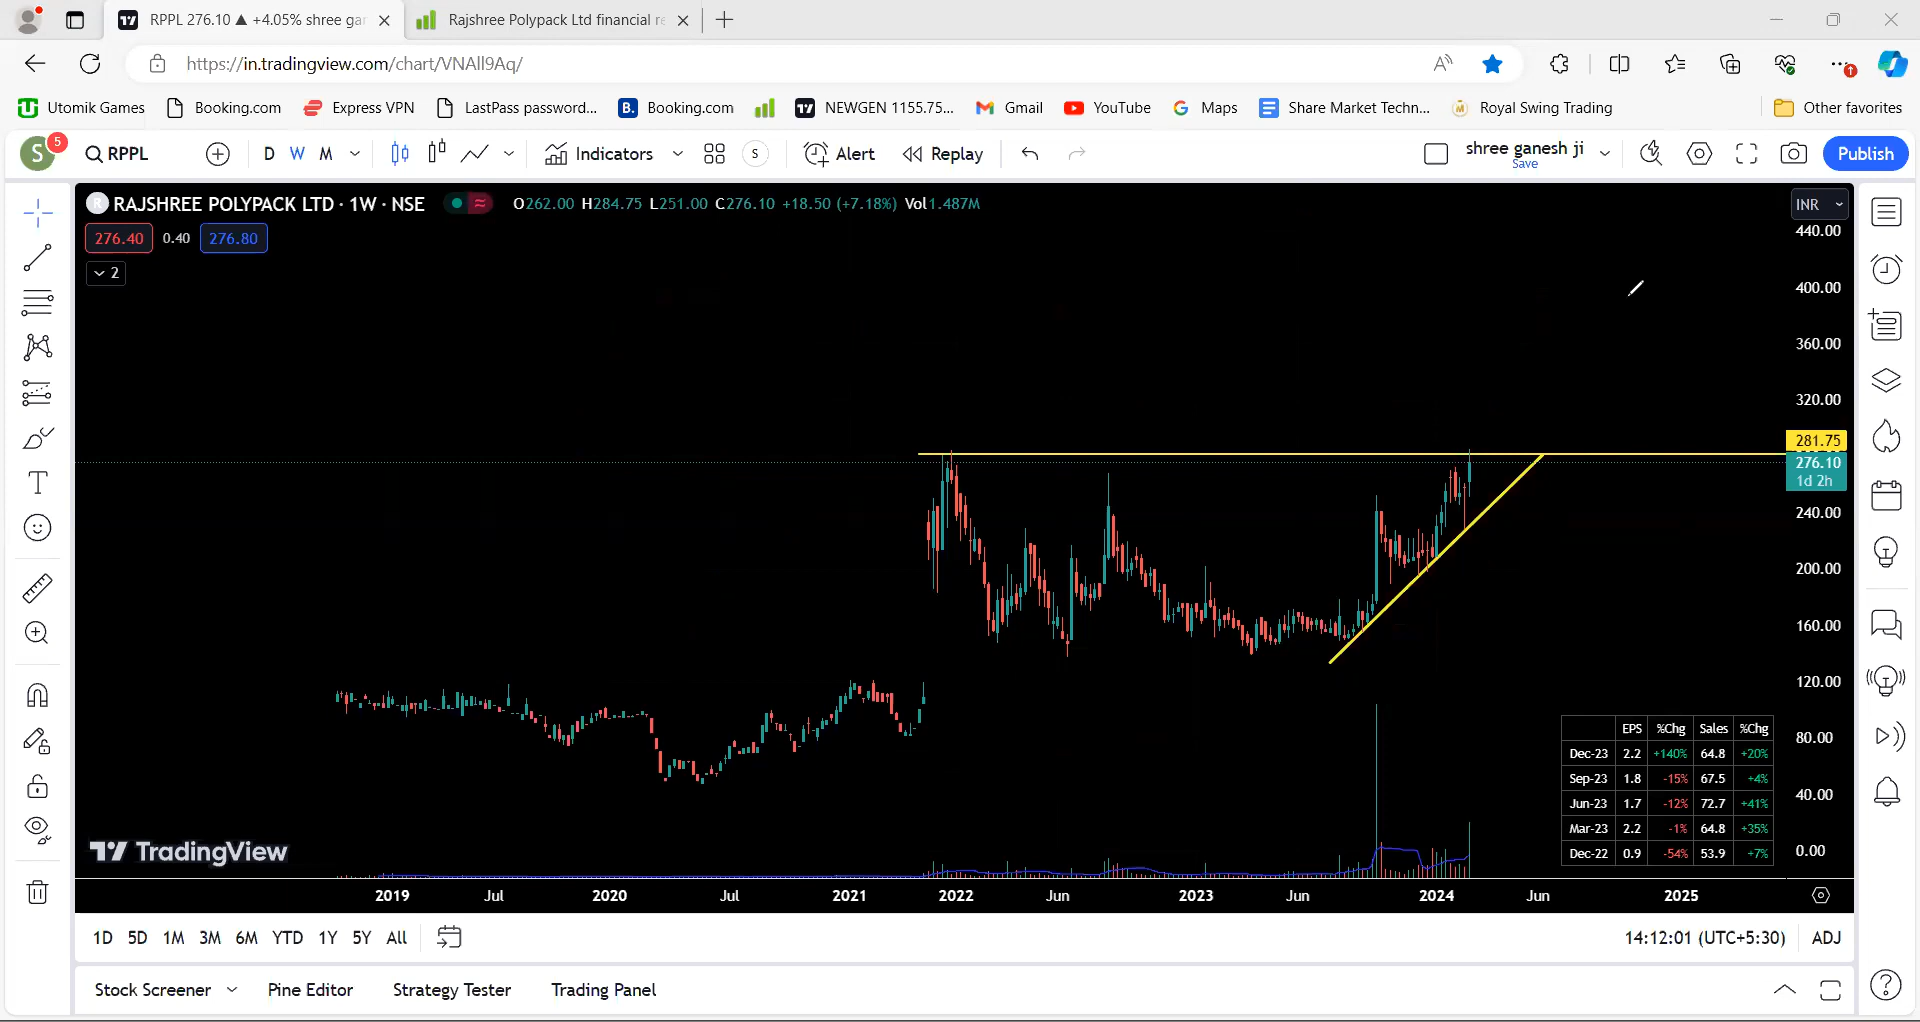 RPPL 276.10 ▲ +4.05% shree gar
Rajshree Polypack Ltd financial re
https://in.tradingview.com/chart/VNAll9Aq/
Utomik Games
Booking.com
Express VPN
LastPass password...
B. Booking.com
NEWGEN 1155.75...
Gmail
YouTube
Maps
Share Market Techn...
Royal Swing Trading
Other favorites
S 5
RPPL
D W M
Indicators
S
Alert
Replay
shree ganesh ji
Save
Publish
R RAJSHREE POLYPACK LTD · 1W · NSE
O262.00 H284.75 L251.00 C276.10 +18.50 (+7.18%) Vol1.487M
INR
276.40 0.40 276.80
2
440.00
400.00
360.00
320.00
281.75
276.10
1d 2h
240.00
200.00
160.00
120.00
80.00
40.00
0.00
EPS %Chg Sales %Chg
Dec-23 2.2 +140% 64.8 +20%
Sep-23 1.8 -15% 67.5 +4%
Jun-23 1.7 -12% 72.7 +41%
Mar-23 2.2 -1% 64.8 +35%
Dec-22 0.9 -54% 53.9 +7%
TradingView
2019 Jul 2020 Jul 2021 2022 Jun 2023 Jun 2024 Jun 2025
1D 5D 1M 3M 6M YTD 1Y 5Y All
14:12:01 (UTC+5:30) ADJ
Stock Screener Pine Editor Strategy Tester Trading Panel